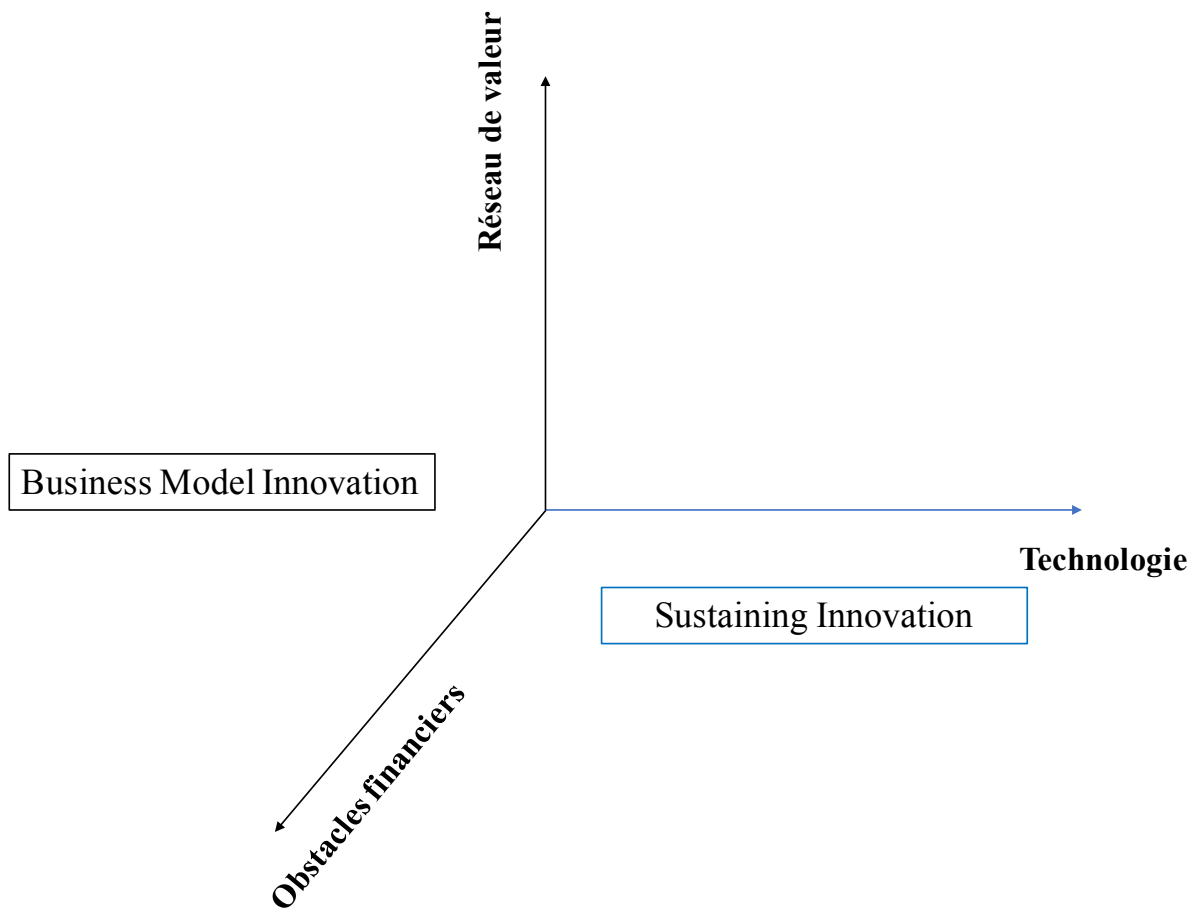 Réseau de valeur
Business Model Innovation
Technologie
Sustaining Innovation
Obstacles financiers